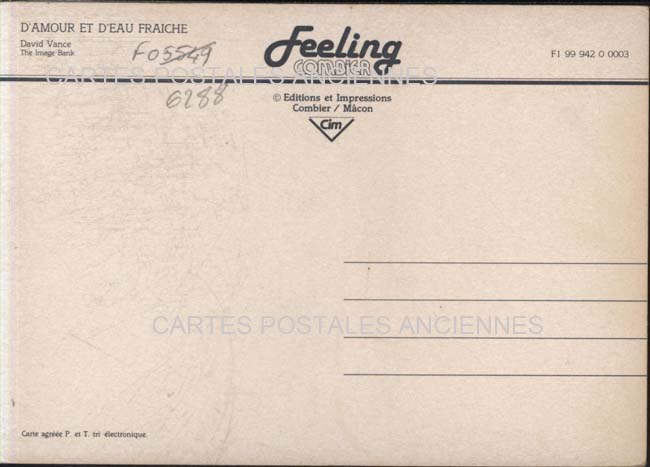 D'AMOUR ET D'EAU FRAICHE
David Vance
The Image Bank
F05549
6288
Feeling
COMBIER
F1 99 942 0 0003
CARTES POSTALES ANCIENNES
© Editions et Impressions
Combier / Mâcon
Cim
CARTES POSTALES ANCIENNES
Carte agréée P. et T. tri électronique.